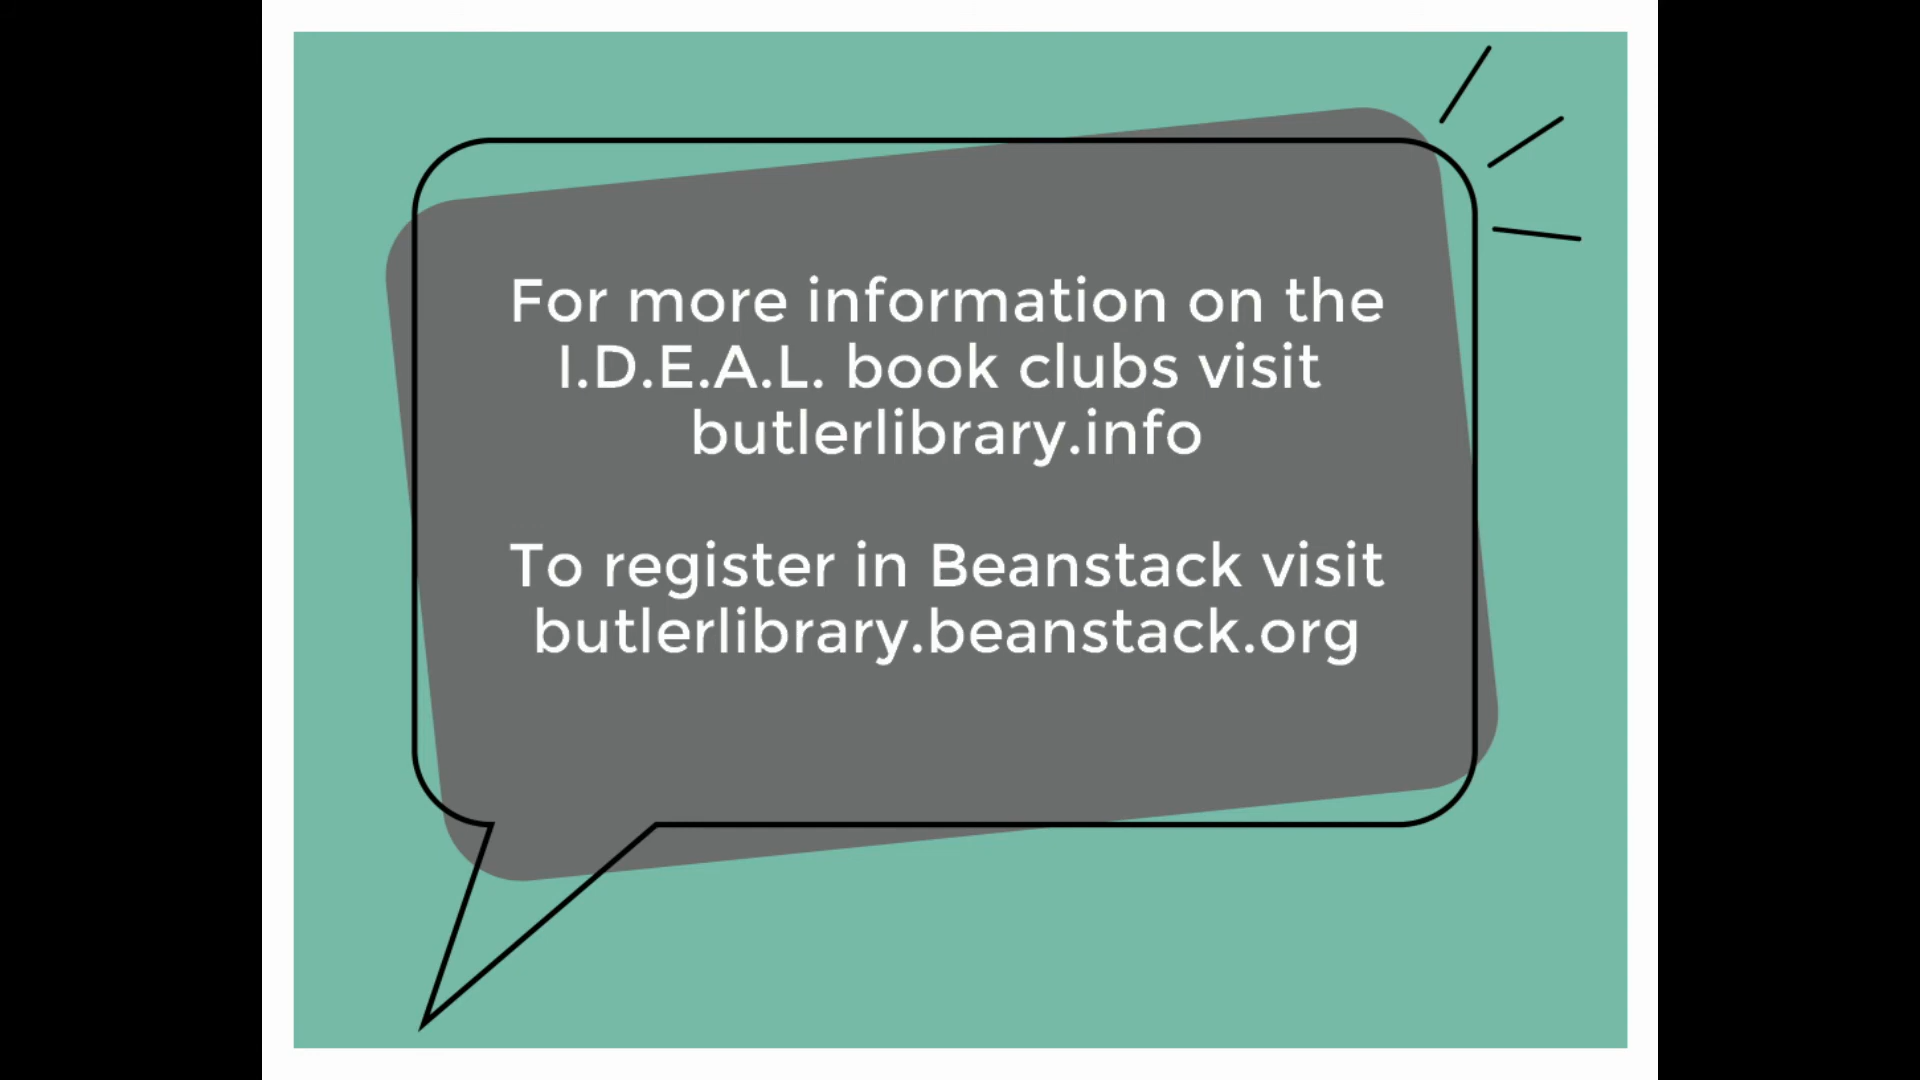 For more information on the
I.D.E.A.L. book clubs visit
butlerlibrary.info
To register in Beanstack visit
butlerlibrary.beanstack.org